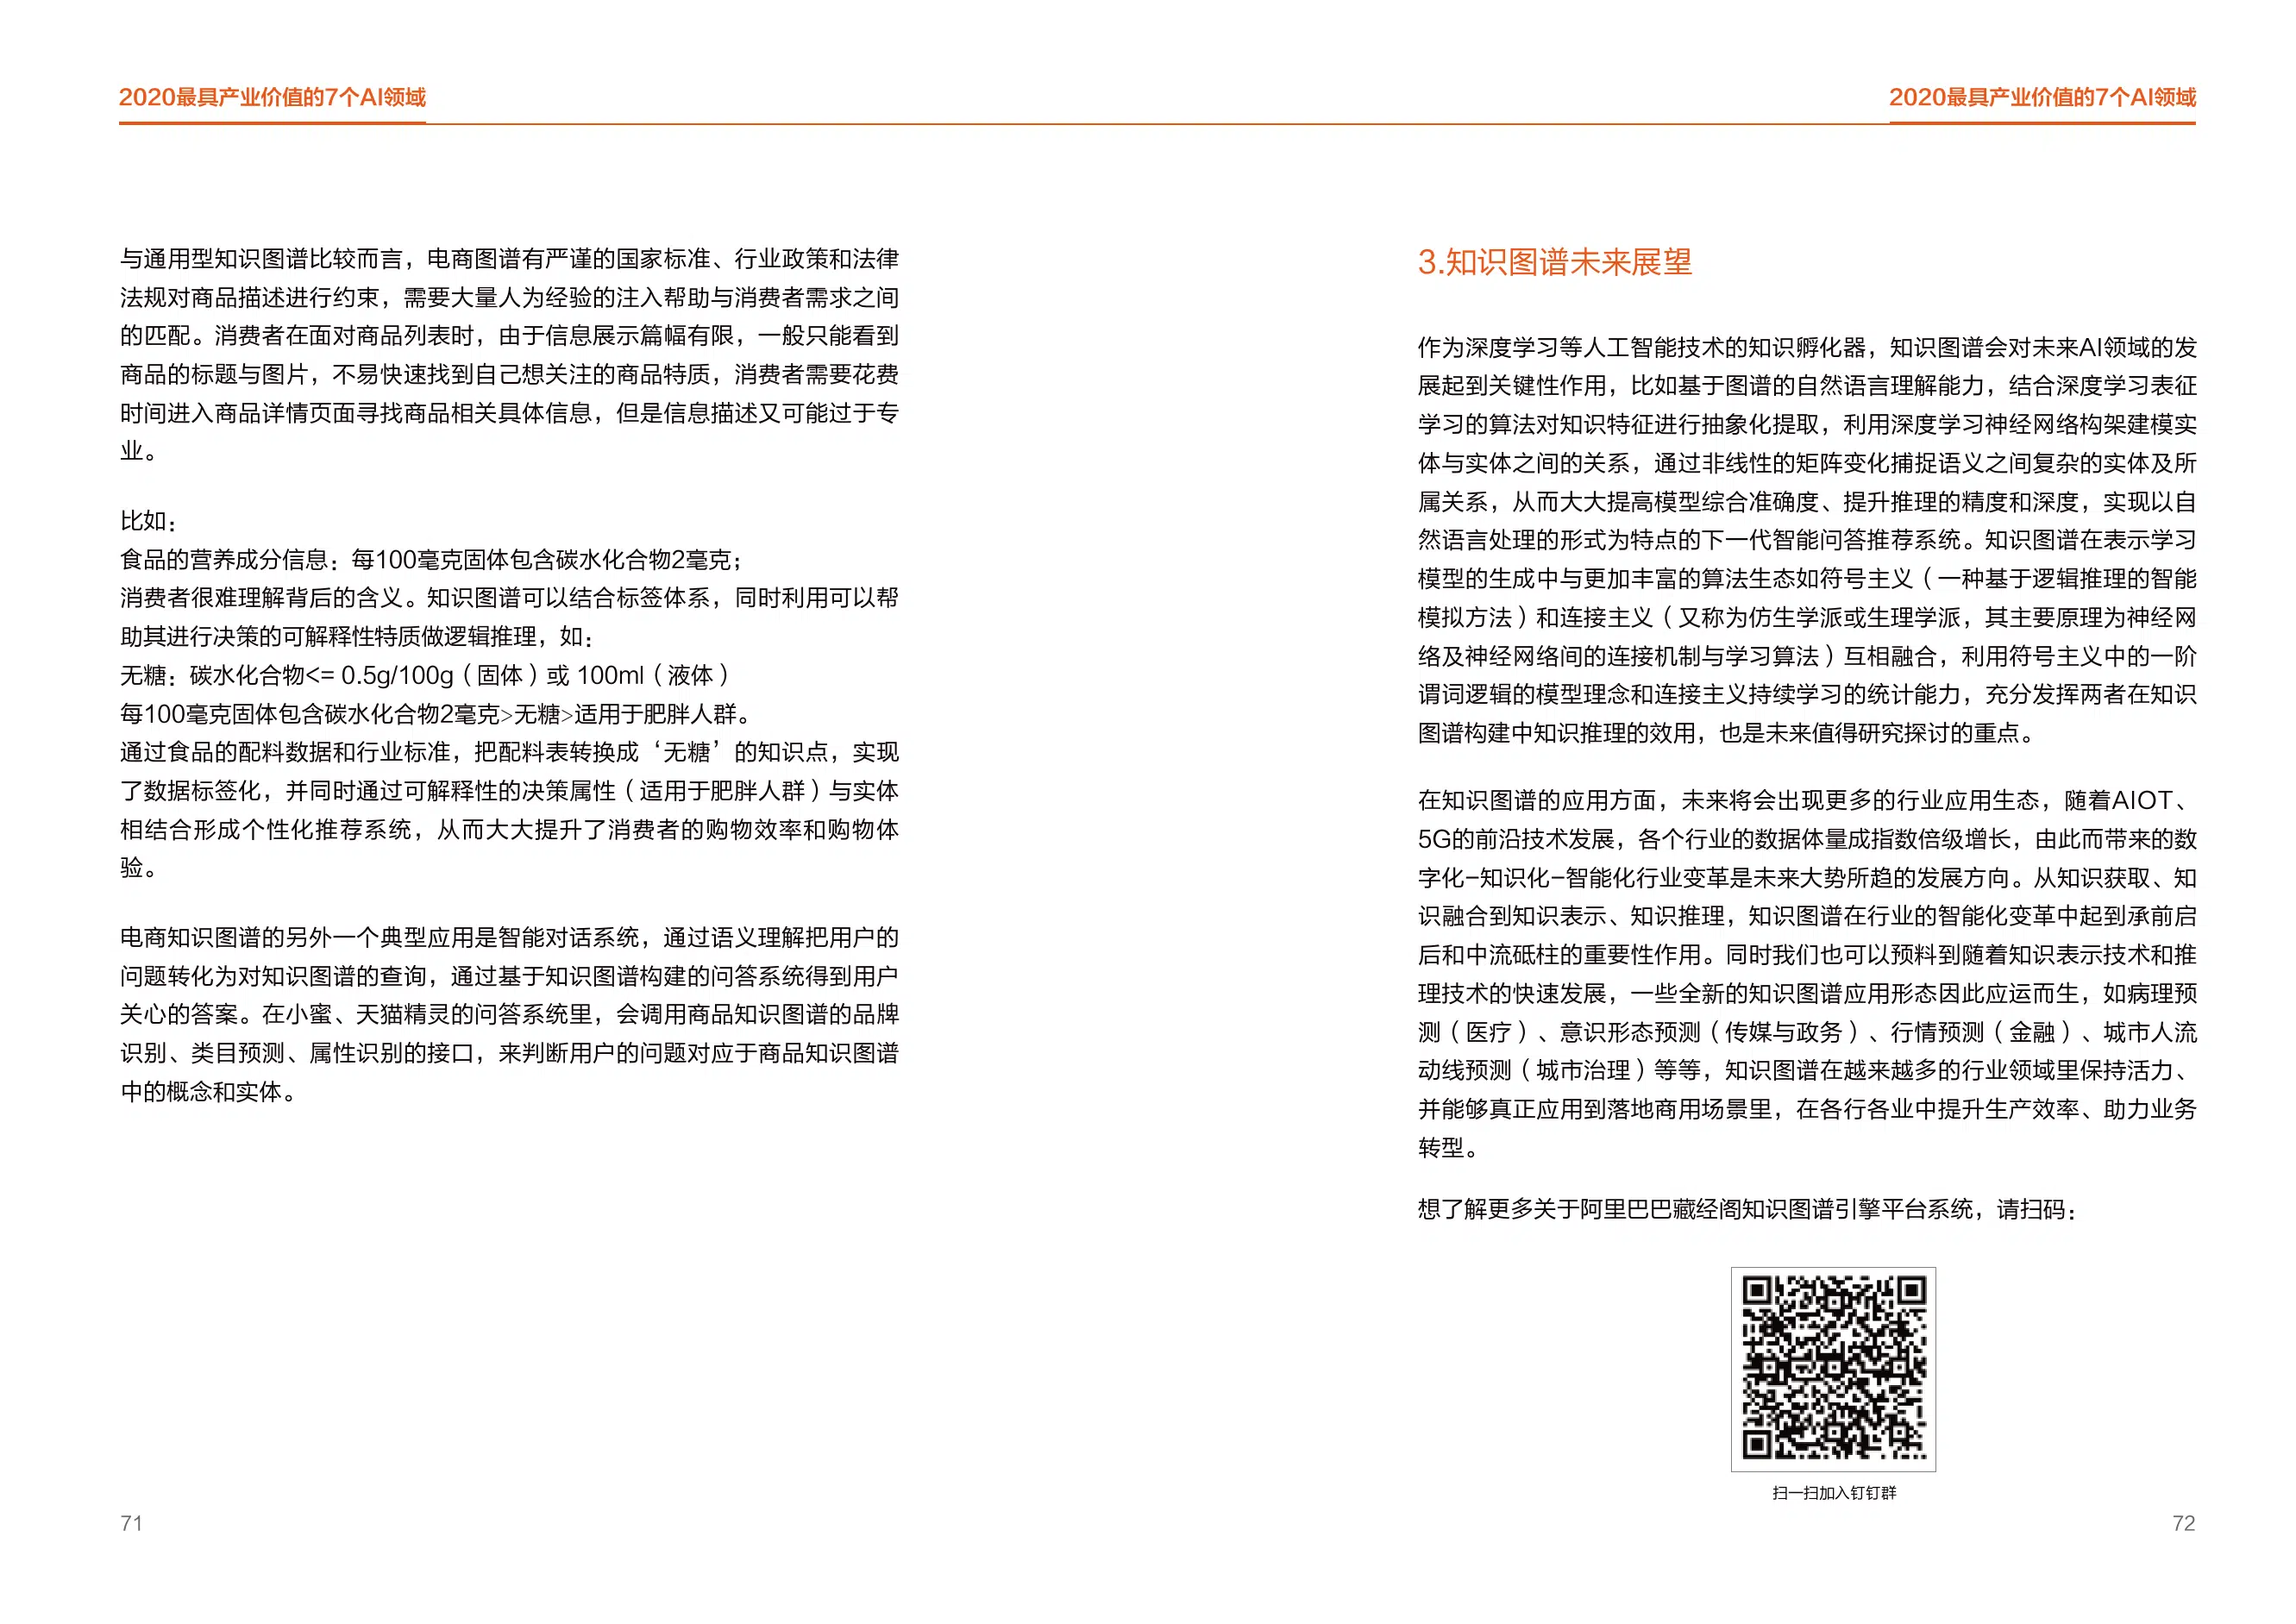 2020最具产业价值的7个AI领域
与通用型知识图谱比较而言，电商图谱有严谨的国家标准、行业政策和法律
法规对商品描述进行约束，需要大量人为经验的注入帮助与消费者需求之间
的匹配。消费者在面对商品列表时，由于信息展示篇幅有限，一般只能看到
商品的标题与图片，不易快速找到自己想关注的商品特质，消费者需要花费
时间进入商品详情页面寻找商品相关具体信息，但是信息描述又可能过于专
业。
比如：
食品的营养成分信息：每100毫克固体包含碳水化合物2毫克；
消费者很难理解背后的含义。知识图谱可以结合标签体系，同时利用可以帮
助其进行决策的可解释性特质做逻辑推理，如：
无糖：碳水化合物<= 0.5g/100g（固体）或 100ml（液体）
每100毫克固体包含碳水化合物2毫克>无糖>适用于肥胖人群。
通过食品的配料数据和行业标准，把配料表转换成‘无糖’的知识点，实现
了数据标签化，并同时通过可解释性的决策属性（适用于肥胖人群）与实体
相结合形成个性化推荐系统，从而大大提升了消费者的购物效率和购物体
验。
电商知识图谱的另外一个典型应用是智能对话系统，通过语义理解把用户的
问题转化为对知识图谱的查询，通过基于知识图谱构建的问答系统得到用户
关心的答案。在小蜜、天猫精灵的问答系统里，会调用商品知识图谱的品牌
识别、类目预测、属性识别的接口，来判断用户的问题对应于商品知识图谱
中的概念和实体。
71
2020最具产业价值的7个AI领域
3.知识图谱未来展望
作为深度学习等人工智能技术的知识孵化器，知识图谱会对未来AI领域的发
展起到关键性作用，比如基于图谱的自然语言理解能力，结合深度学习表征
学习的算法对知识特征进行抽象化提取，利用深度学习神经网络构架建模实
体与实体之间的关系，通过非线性的矩阵变化捕捉语义之间复杂的实体及所
属关系，从而大大提高模型综合准确度、提升推理的精度和深度，实现以自
然语言处理的形式为特点的下一代智能问答推荐系统。知识图谱在表示学习
模型的生成中与更加丰富的算法生态如符号主义（一种基于逻辑推理的智能
模拟方法）和连接主义（又称为仿生学派或生理学派，其主要原理为神经网
络及神经网络间的连接机制与学习算法）互相融合，利用符号主义中的一阶
谓词逻辑的模型理念和连接主义持续学习的统计能力，充分发挥两者在知识
图谱构建中知识推理的效用，也是未来值得研究探讨的重点。
在知识图谱的应用方面，未来将会出现更多的行业应用生态，随着AIOT、
5G的前沿技术发展，各个行业的数据体量成指数倍级增长，由此而带来的数
字化–知识化–智能化行业变革是未来大势所趋的发展方向。从知识获取、知
识融合到知识表示、知识推理，知识图谱在行业的智能化变革中起到承前启
后和中流砥柱的重要性作用。同时我们也可以预料到随着知识表示技术和推
理技术的快速发展，一些全新的知识图谱应用形态因此应运而生，如病理预
测（医疗）、意识形态预测（传媒与政务）、行情预测（金融）、城市人流
动线预测（城市治理）等等，知识图谱在越来越多的行业领域里保持活力、
并能够真正应用到落地商用场景里，在各行各业中提升生产效率、助力业务
转型。
想了解更多关于阿里巴巴藏经阁知识图谱引擎平台系统，请扫码：
扫一扫加入钉钉群
72